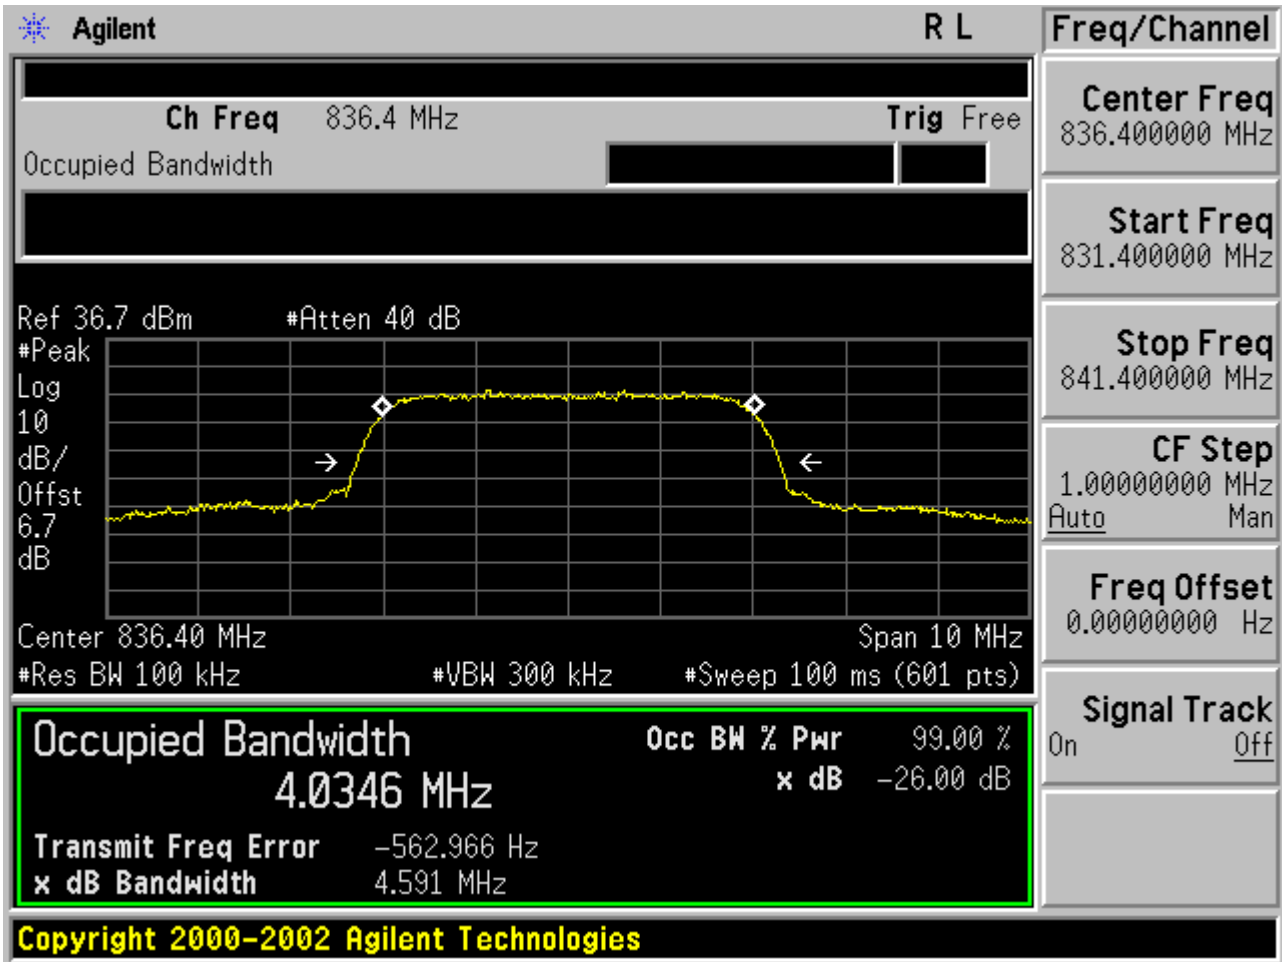 Agilent R L Freq/Channel
Ch Freq 836.4 MHz Trig Free
Occupied Bandwidth
Ref 36.7 dBm #Atten 40 dB
#Peak
Log
10
dB/
Offst
6.7
dB
Center 836.40 MHz Span 10 MHz
#Res BW 100 kHz #VBW 300 kHz #Sweep 100 ms (601 pts)
Occupied Bandwidth Occ BW % Pwr 99.00 %
4.0346 MHz x dB -26.00 dB
Transmit Freq Error -562.966 Hz
x dB Bandwidth 4.591 MHz
Copyright 2000-2002 Agilent Technologies
Center Freq
836.400000 MHz
Start Freq
831.400000 MHz
Stop Freq
841.400000 MHz
CF Step
1.00000000 MHz
Auto Man
Freq Offset
0.00000000 Hz
Signal Track
On Off